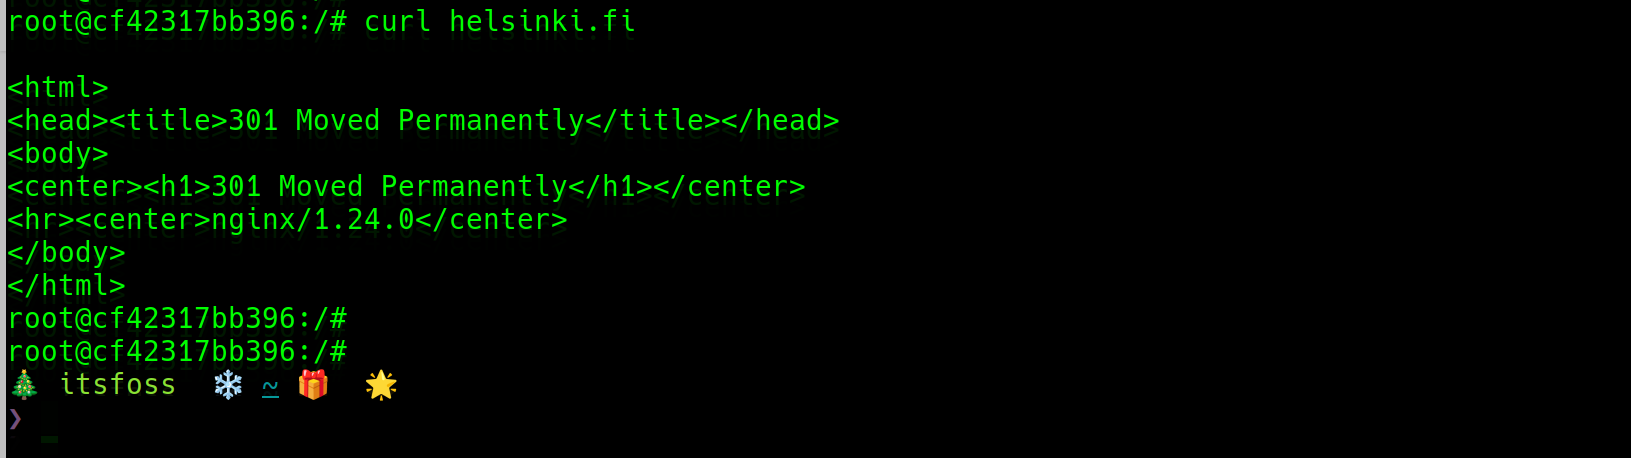 root@cf42317bb396:/# curl helsinki.fi
<html>
<head><title>301 Moved Permanently</title></head>
<body>
<center><h1>301 Moved Permanently</h1></center>
<hr><center>nginx/1.24.0</center>
</body>
</html>
root@cf42317bb396:/#
root@cf42317bb396:/#
🎄 itsfoss ❄️ ~ 🎁 🌟
❯